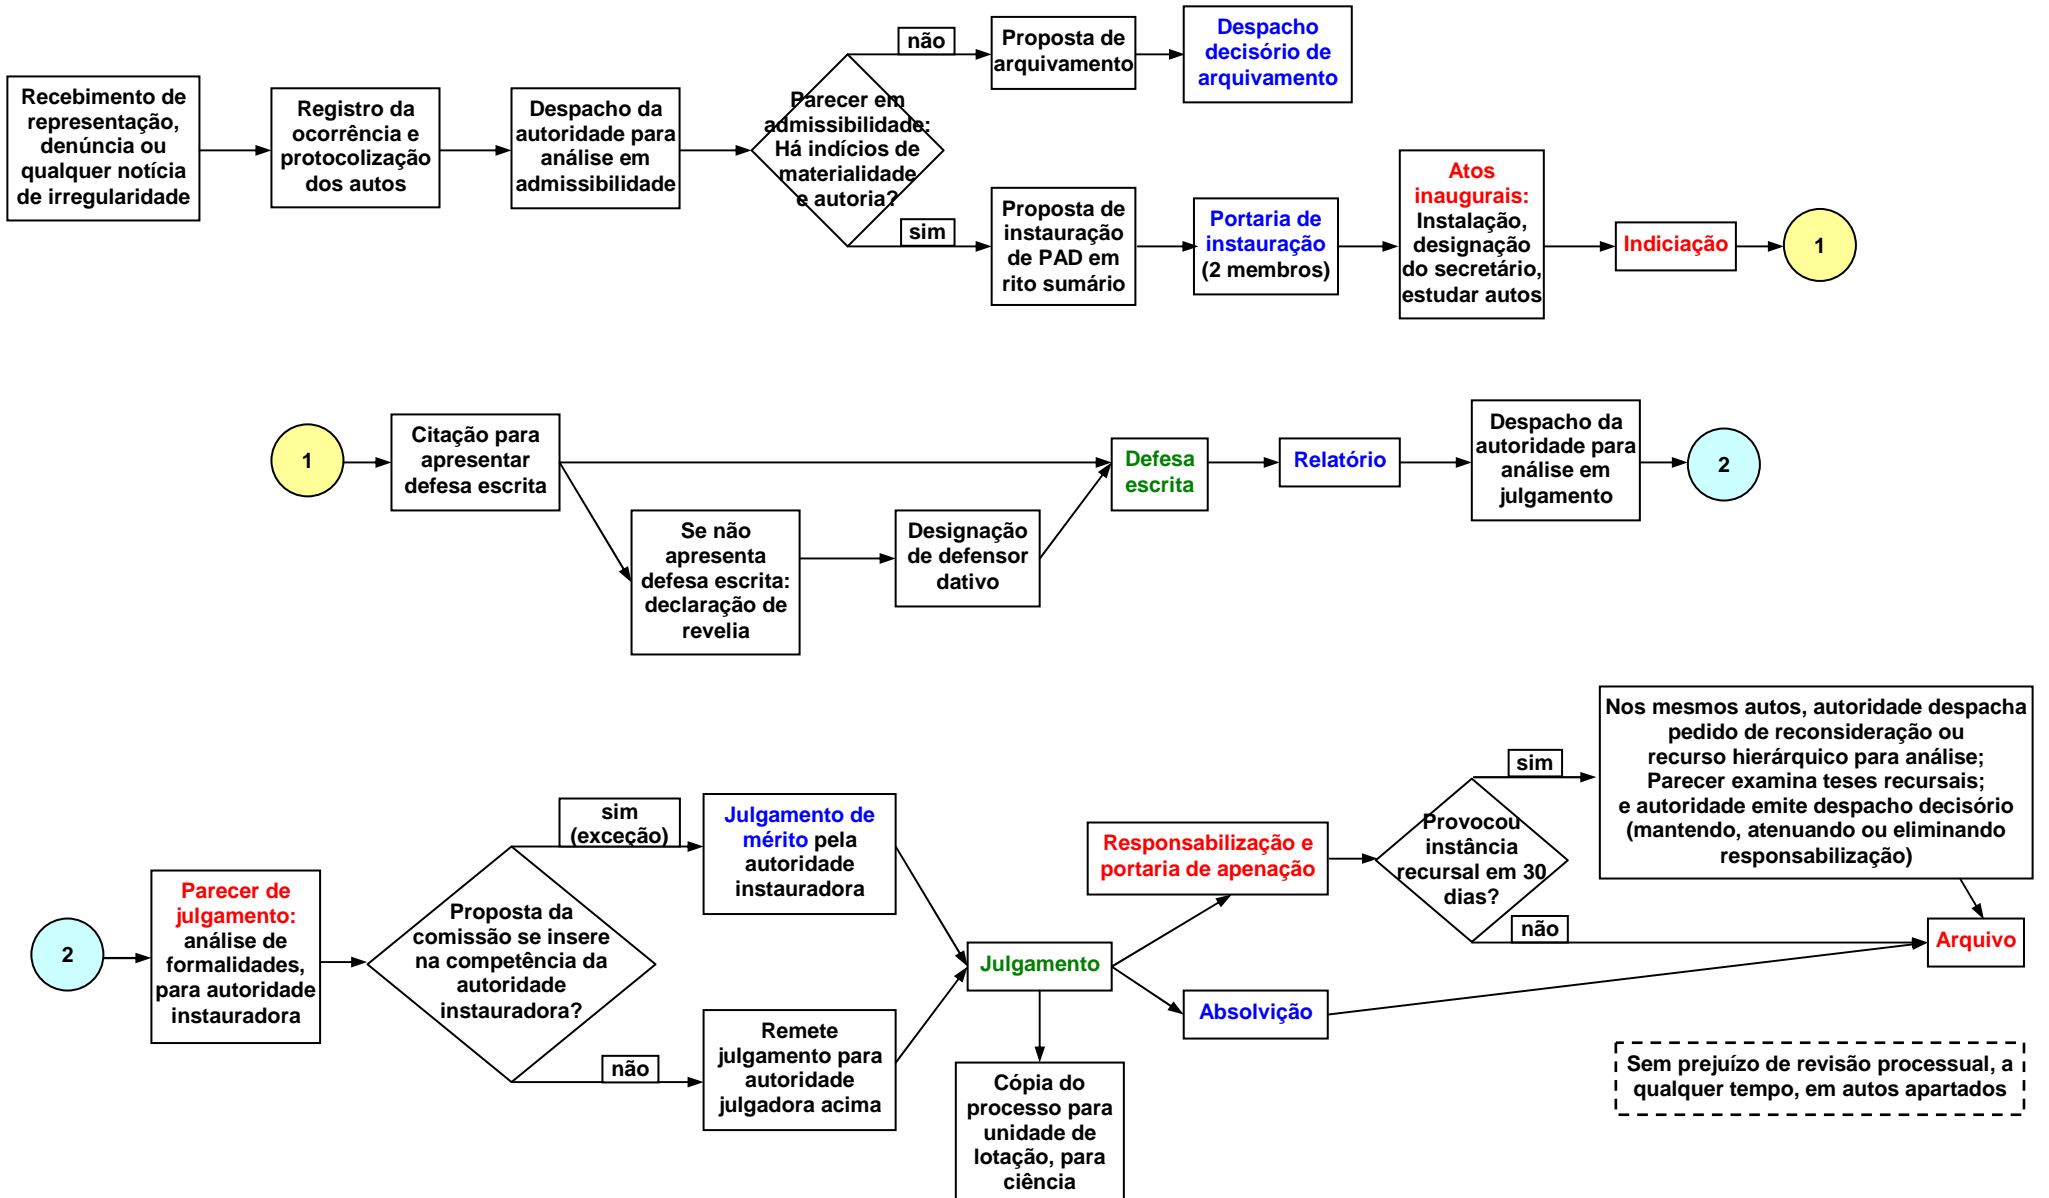 Recebimento de
representação,
denúncia ou
qualquer notícia
de irregularidade
Registro da
ocorrência e
protocolização
dos autos
Despacho da
autoridade para
análise em
admissibilidade
Parecer em
admissibilidade:
Há indícios de
materialidade
e autoria?
não
Proposta de
arquivamento
Despacho
decisório de
arquivamento
sim
Proposta de
instauração
de PAD em
rito sumário
Portaria de
instauração
(2 membros)
Atos
inaugurais:
Instalação,
designação
do secretário,
estudar autos
Indiciação
1
1
Citação para
apresentar
defesa escrita
Se não
apresenta
defesa escrita:
declaração de
revelia
Designação
de defensor
dativo
Defesa
escrita
Relatório
Despacho da
autoridade para
análise em
julgamento
2
2
Parecer de
julgamento:
análise de
formalidades,
para autoridade
instauradora
Proposta da
comissão se insere
na competência da
autoridade
instauradora?
sim
(exceção)
Julgamento de
mérito pela
autoridade
instauradora
não
Remete
julgamento para
autoridade
julgadora acima
Julgamento
Cópia do
processo para
unidade de
lotação, para
ciência
Responsabilização e
portaria de apenação
Absolvição
Provocou
instância
recursal em 30
dias?
sim
Nos mesmos autos, autoridade despacha
pedido de reconsideração ou
recurso hierárquico para análise;
Parecer examina teses recursais;
e autoridade emite despacho decisório
(mantendo, atenuando ou eliminando
responsabilização)
não
Arquivo
Sem prejuízo de revisão processual, a
qualquer tempo, em autos apartados